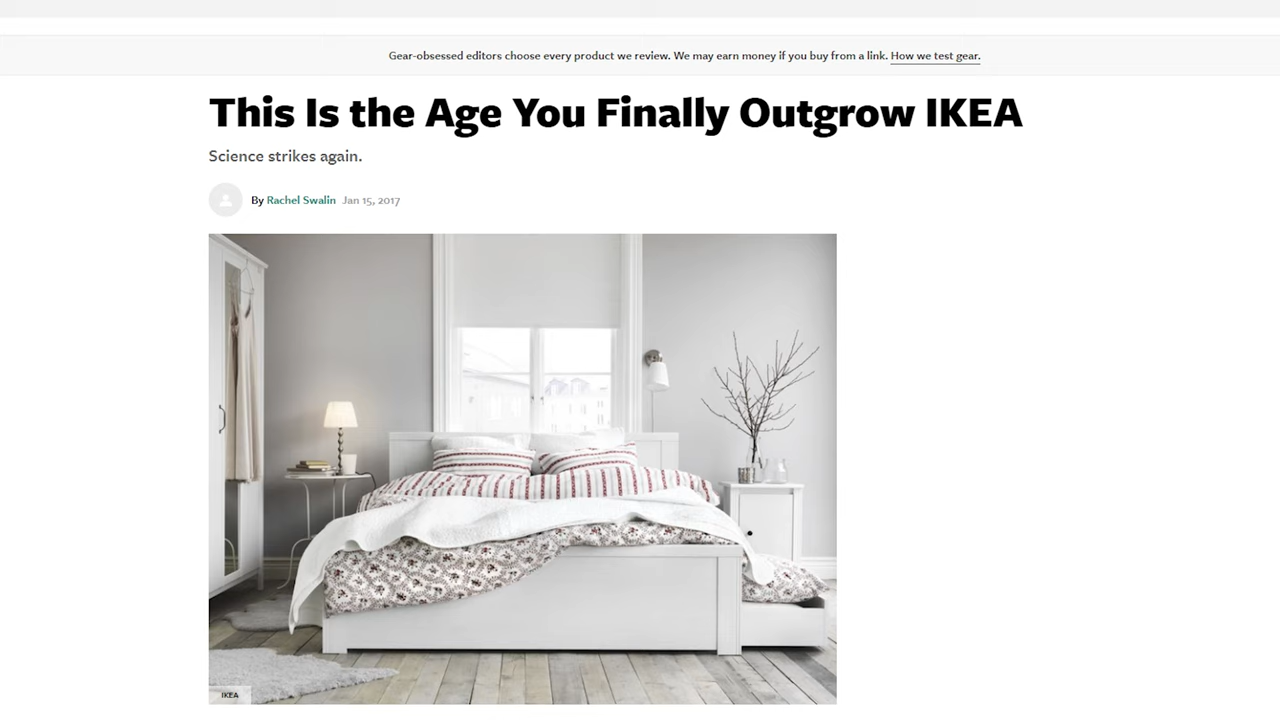 Gear-obsessed editors choose every product we review. We may earn money if you buy from a link. How we test gear.
This Is the Age You Finally Outgrow IKEA
Science strikes again.
By Rachel Swalin Jan 15, 2017
IKEA